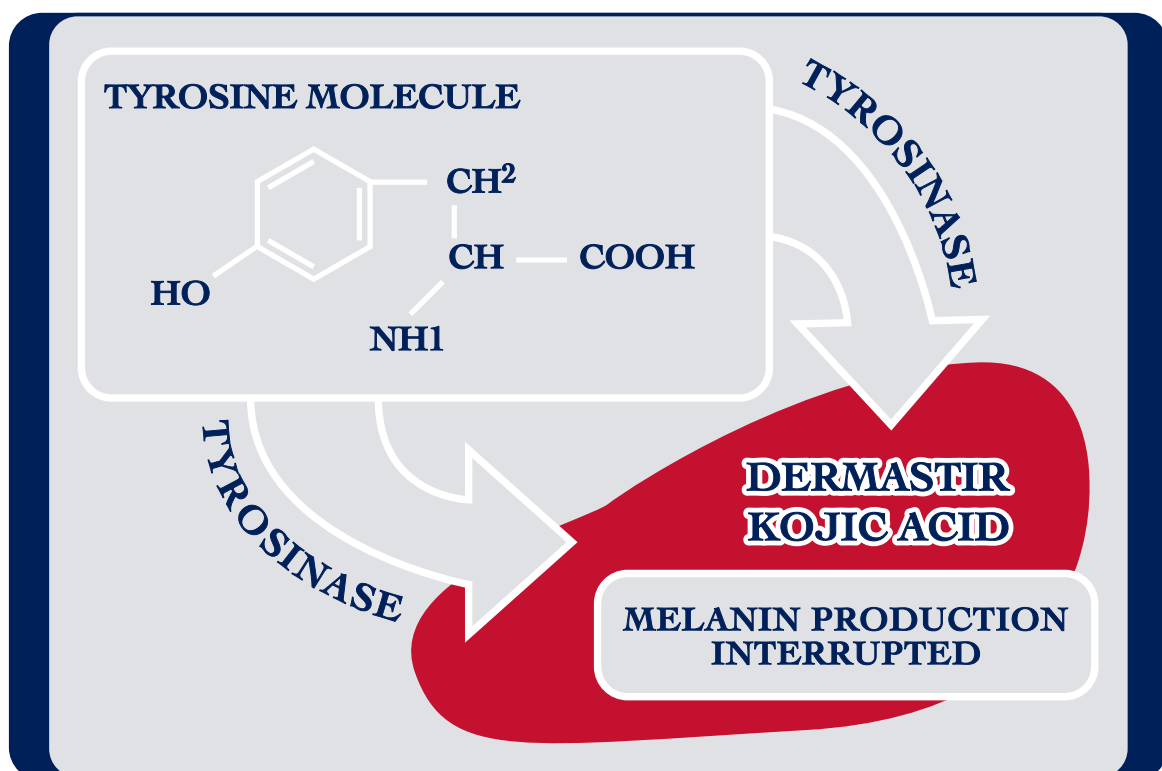 TYROSINE MOLECULE
CH²
CH
COOH
HO
NH1
TYROSINASE
TYROSINASE
DERMASTIR
KOJIC ACID
MELANIN PRODUCTION
INTERRUPTED